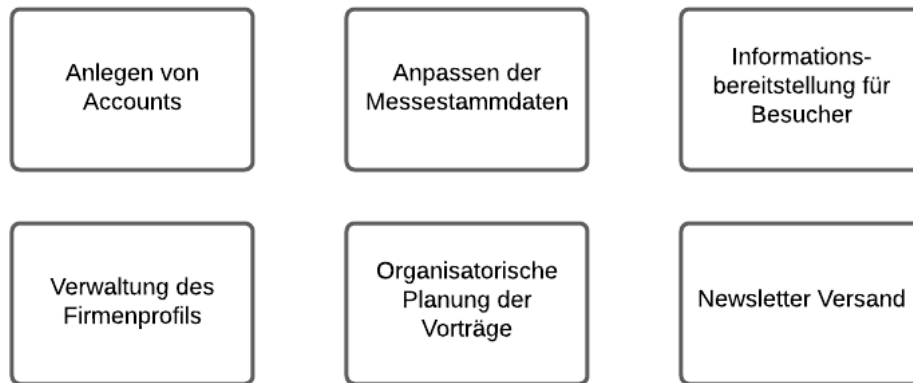 Anlegen von
Accounts
Anpassen der
Messestammdaten
Informations-
bereitstellung für
Besucher
Verwaltung des
Firmenprofils
Organisatorische
Planung der
Vorträge
Newsletter Versand